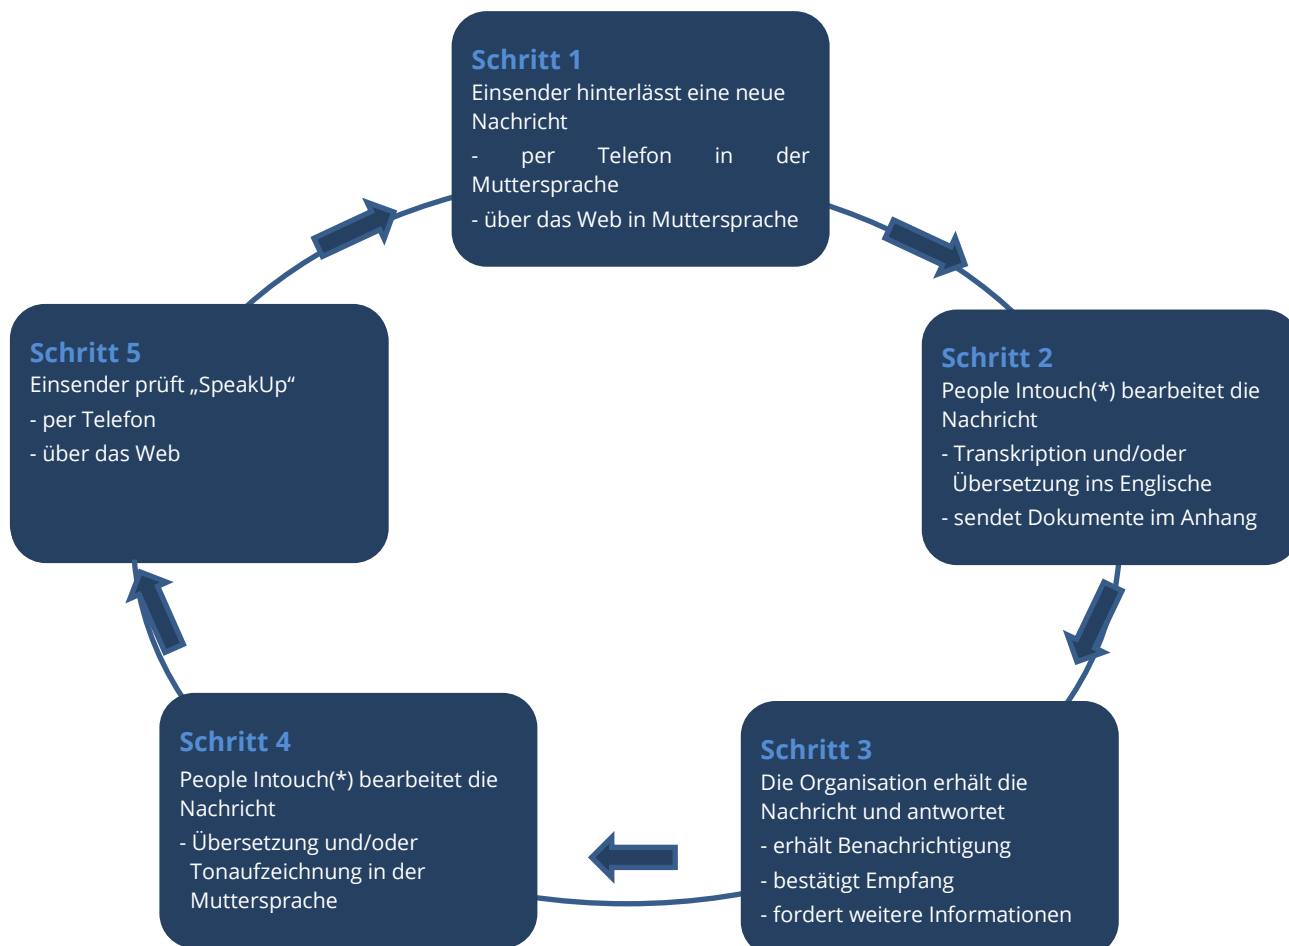 Schritt 1
Einsender hinterlässt eine neue
Nachricht
- per Telefon in der
Muttersprache
- über das Web in Muttersprache
Schritt 2
People Intouch(*) bearbeitet die
Nachricht
- Transkription und/oder
Übersetzung ins Englische
- sendet Dokumente im Anhang
Schritt 3
Die Organisation erhält die
Nachricht und antwortet
- erhält Benachrichtigung
- bestätigt Empfang
- fordert weitere Informationen
Schritt 4
People Intouch(*) bearbeitet die
Nachricht
- Übersetzung und/oder
Tonaufzeichnung in der
Muttersprache
Schritt 5
Einsender prüft „SpeakUp“
- per Telefon
- über das Web